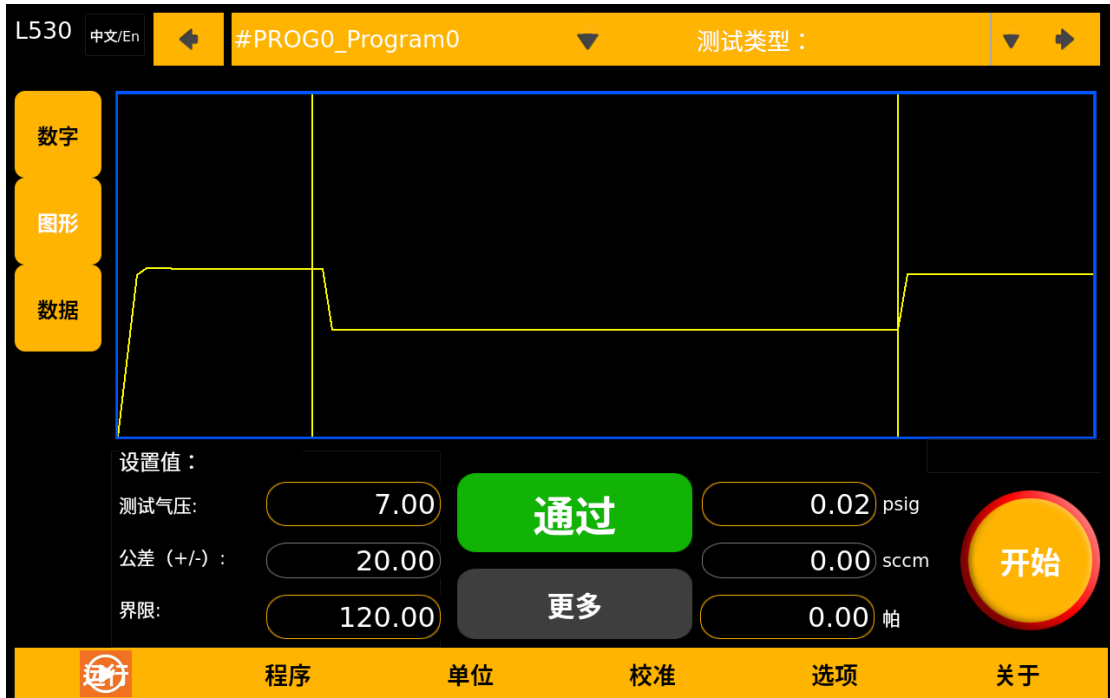 L530 中文/En #PROG0_Program0 测试类型：
数字
图形
数据
设置值：
测试气压: 7.00 通过 0.02 psig
公差（+/-）: 20.00 0.00 sccm 开始
界限: 120.00 更多 0.00 帕
运行 程序 单位 校准 选项 关于